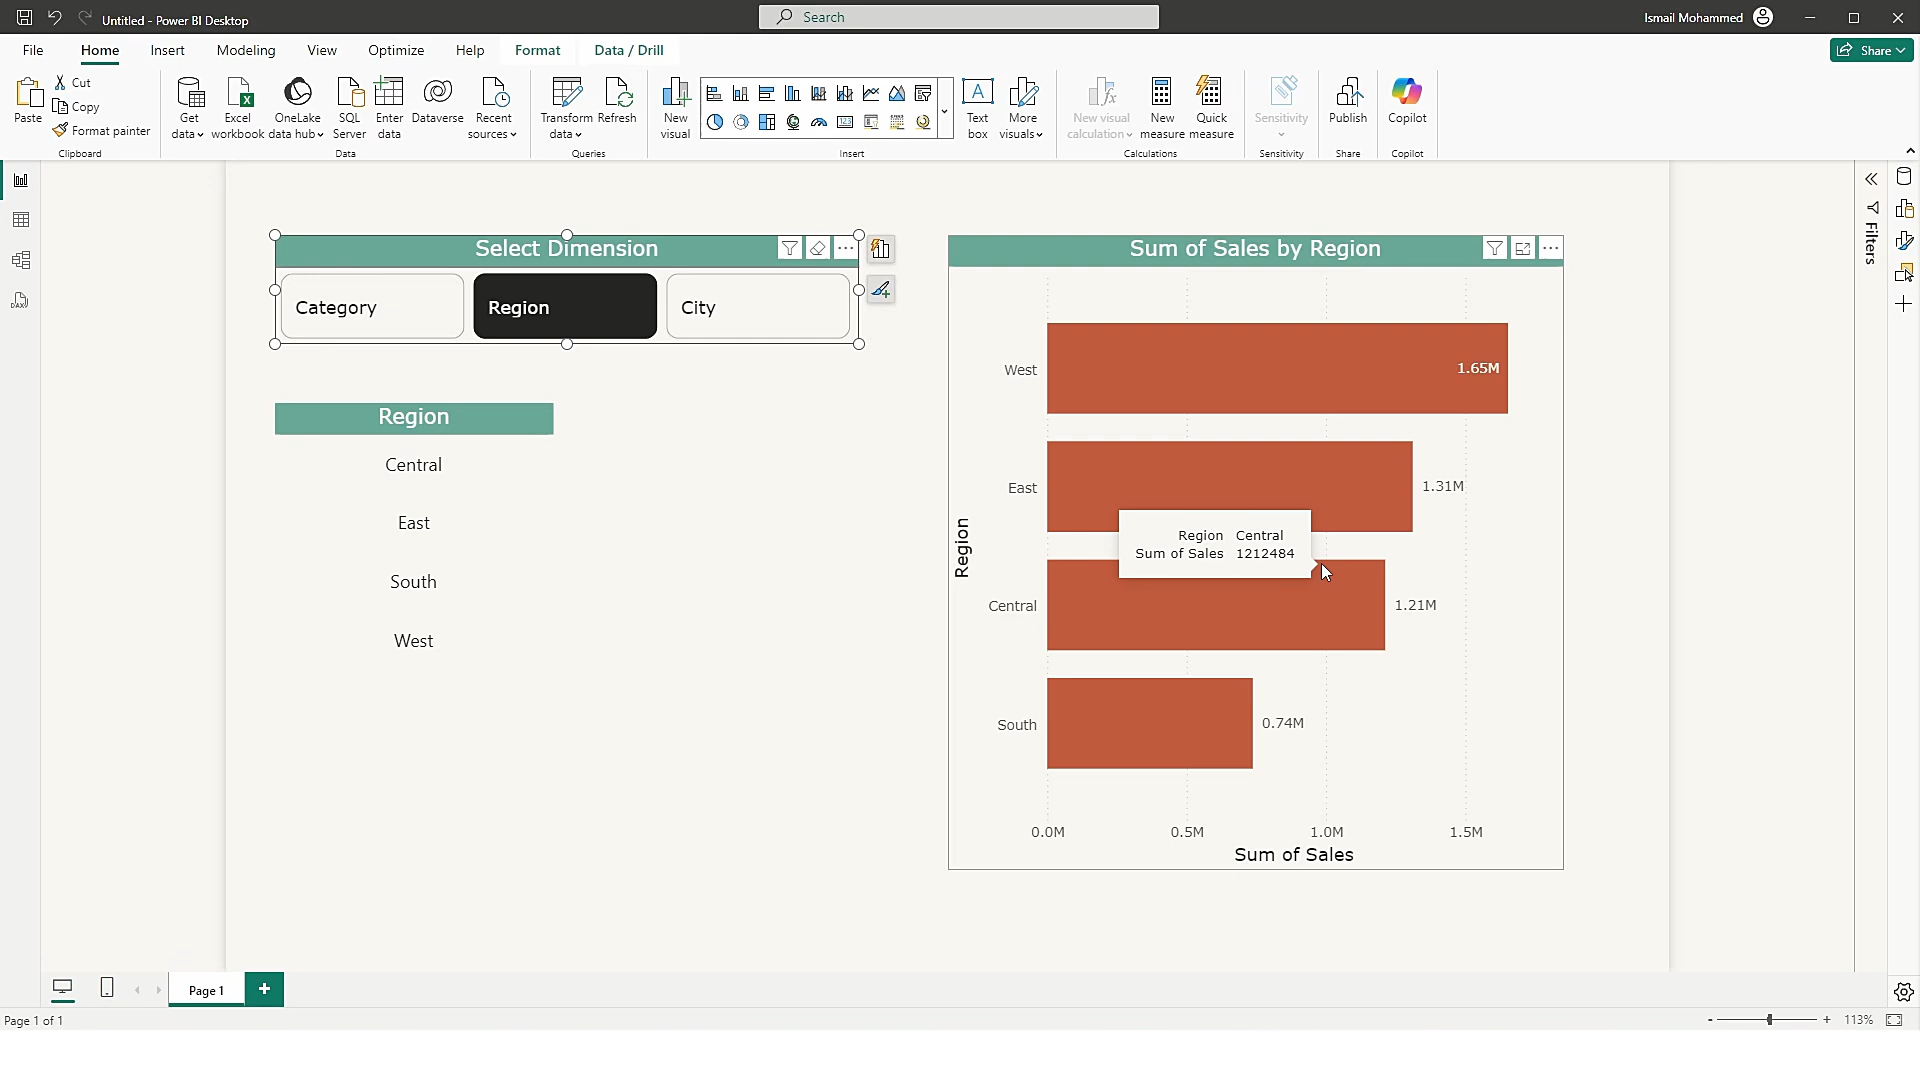 Untitled - Power BI Desktop
Search
Ismail Mohammed
File
Home
Insert
Modeling
View
Optimize
Help
Format
Data / Drill
Share
Paste
Cut
Copy
Format painter
Clipboard
Get data
Excel workbook
OneLake data hub
SQL Server
Enter data
Dataverse
Recent sources
Data
Transform data
Refresh
Queries
New visual
Text box
More visuals
Insert
New visual calculation
New measure
Quick measure
Calculations
Sensitivity
Sensitivity
Publish
Share
Copilot
Copilot
Select Dimension
Category
Region
City
Region
Central
East
South
West
Sum of Sales by Region
Region
West
1.65M
East
1.31M
Region Central
Sum of Sales 1212484
Central
1.21M
South
0.74M
0.0M
0.5M
1.0M
1.5M
Sum of Sales
Filters
DAX
Page 1
Page 1 of 1
- + 113%